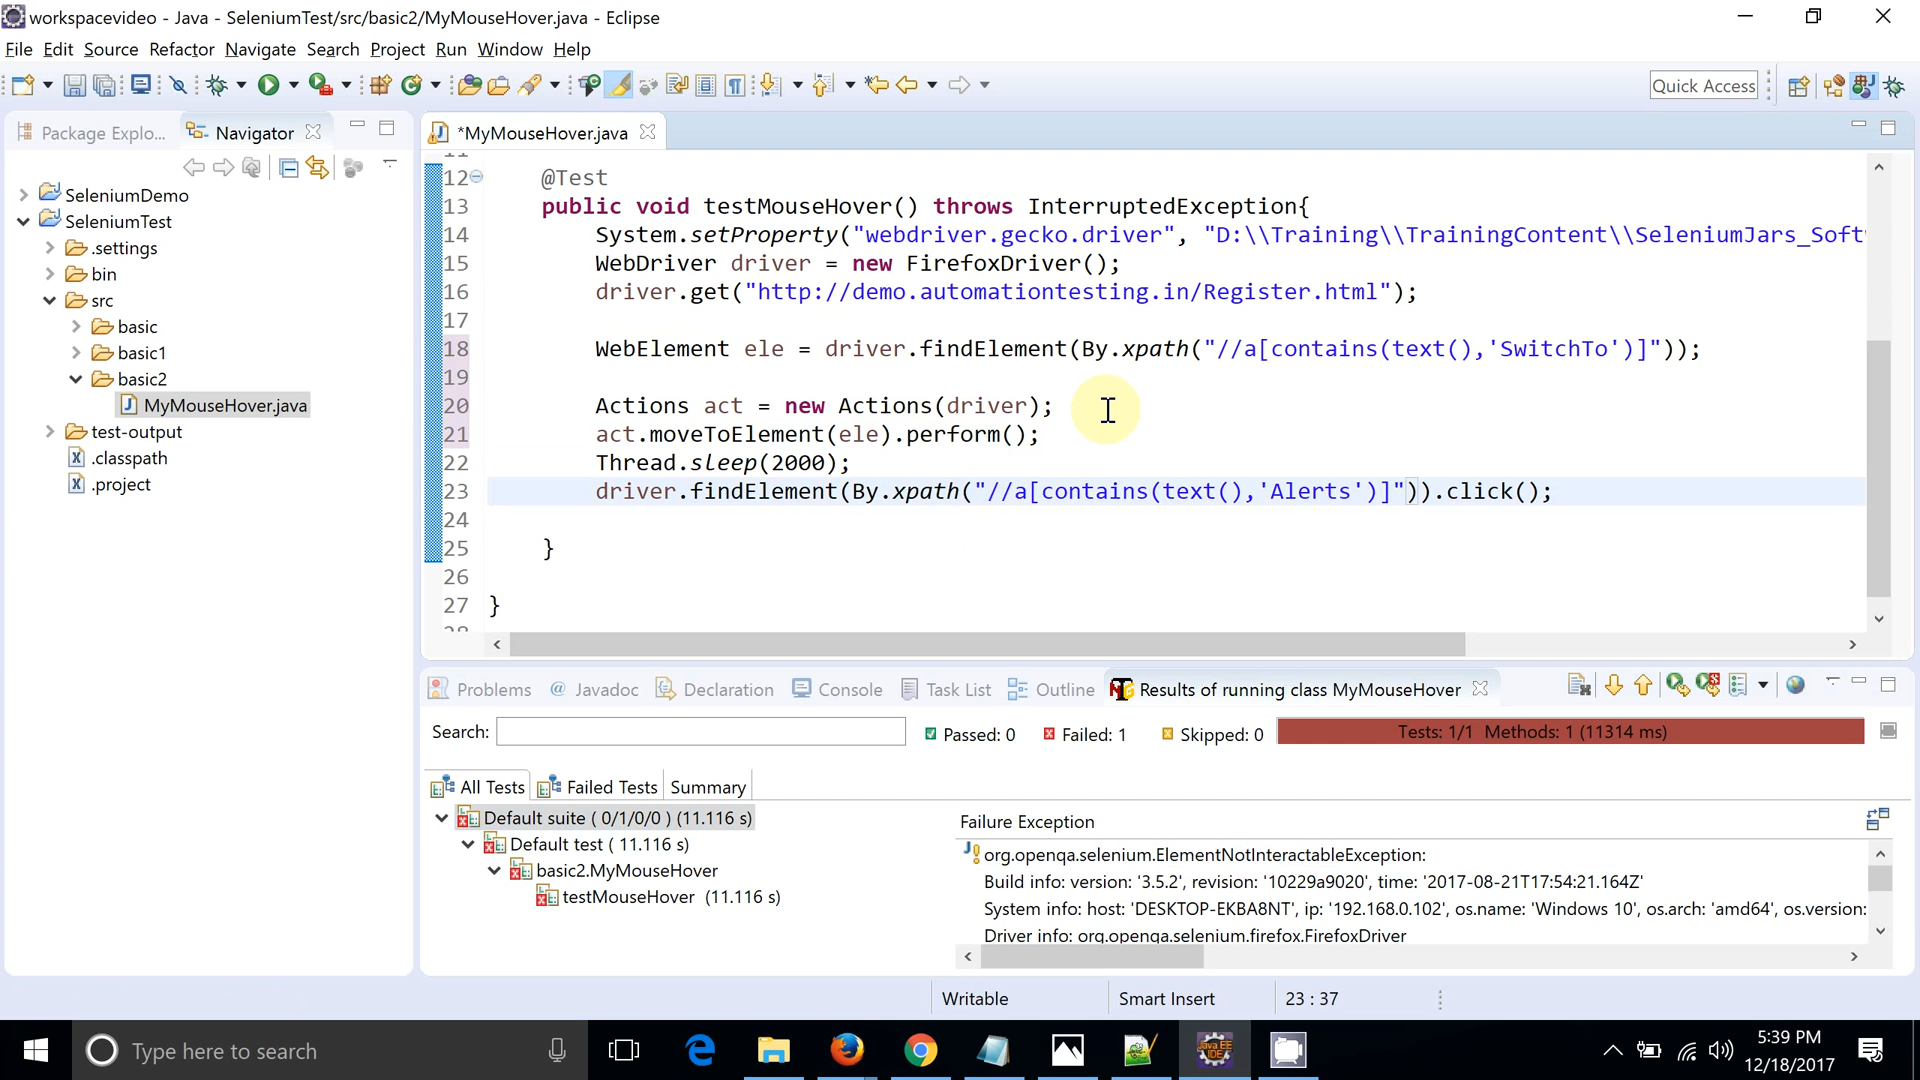 workspacevideo - Java - SeleniumTest/src/basic2/MyMouseHover.java - Eclipse
File Edit Source Refactor Navigate Search Project Run Window Help
Quick Access
Package Explo...
Navigator
SeleniumDemo
SeleniumTest
.settings
bin
src
basic
basic1
basic2
MyMouseHover.java
test-output
.classpath
.project
*MyMouseHover.java
12 @Test
13 public void testMouseHover() throws InterruptedException{
14 System.setProperty("webdriver.gecko.driver", "D:\\Training\\TrainingContent\\SeleniumJars_Soft
15 WebDriver driver = new FirefoxDriver();
16 driver.get("http://demo.automationtesting.in/Register.html");
17
18 WebElement ele = driver.findElement(By.xpath("//a[contains(text(),'SwitchTo')]"));
19
20 Actions act = new Actions(driver);
21 act.moveToElement(ele).perform();
22 Thread.sleep(2000);
23 driver.findElement(By.xpath("//a[contains(text(),'Alerts')]")).click();
24
25 }
26
27 }
Problems @ Javadoc Declaration Console Task List Outline Results of running class MyMouseHover
Search: Passed: 0 Failed: 1 Skipped: 0 Tests: 1/1 Methods: 1 (11314 ms)
All Tests Failed Tests Summary
Default suite ( 0/1/0/0 ) (11.116 s)
Default test ( 11.116 s)
basic2.MyMouseHover
testMouseHover (11.116 s)
Failure Exception
org.openqa.selenium.ElementNotInteractableException:
Build info: version: '3.5.2', revision: '10229a9020', time: '2017-08-21T17:54:21.164Z'
System info: host: 'DESKTOP-EKBA8NT', ip: '192.168.0.102', os.name: 'Windows 10', os.arch: 'amd64', os.version:
Driver info: org.openqa.selenium.firefox.FirefoxDriver
Writable Smart Insert 23 : 37
Type here to search
Java EE
IDE
5:39 PM
12/18/2017